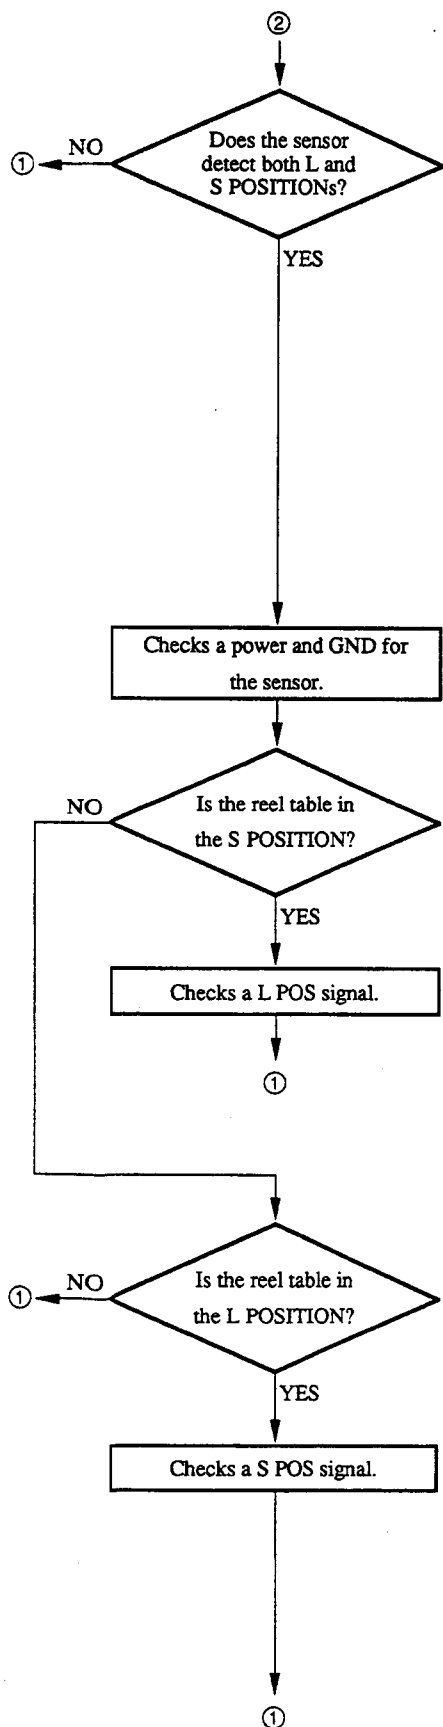 ②
Does the sensor
detect both L and
S POSITIONs?
NO
①
YES
Checks a power and GND for
the sensor.
Is the reel table in
the S POSITION?
NO
YES
Checks a L POS signal.
①
Is the reel table in
the L POSITION?
NO
①
YES
Checks a S POS signal.
①